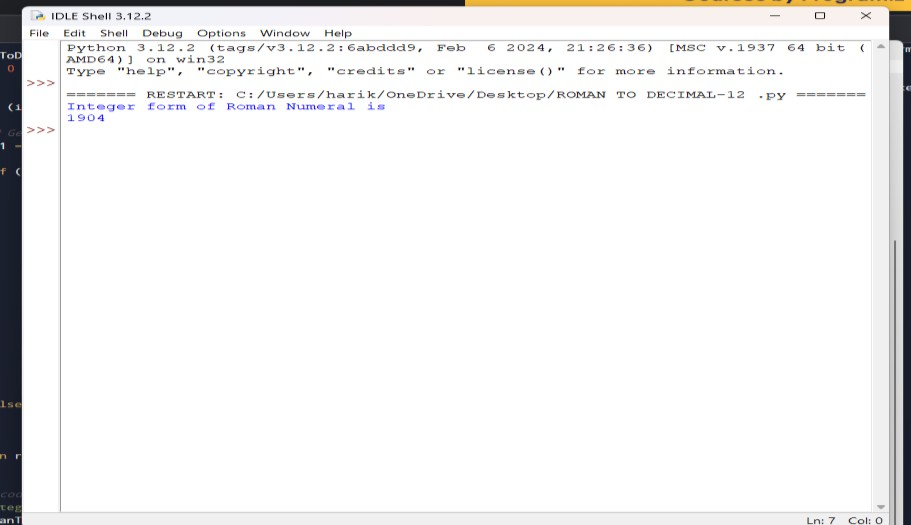 IDLE Shell 3.12.2
File Edit Shell Debug Options Window Help
Python 3.12.2 (tags/v3.12.2:6abddd9, Feb  6 2024, 21:26:36) [MSC v.1937 64 bit (
AMD64)] on win32
Type "help", "copyright", "credits" or "license()" for more information.
>>>
======= RESTART: C:/Users/harik/OneDrive/Desktop/ROMAN TO DECIMAL-12 .py =======
Integer form of Roman Numeral is
1904
>>>
Ln: 7 Col: 0